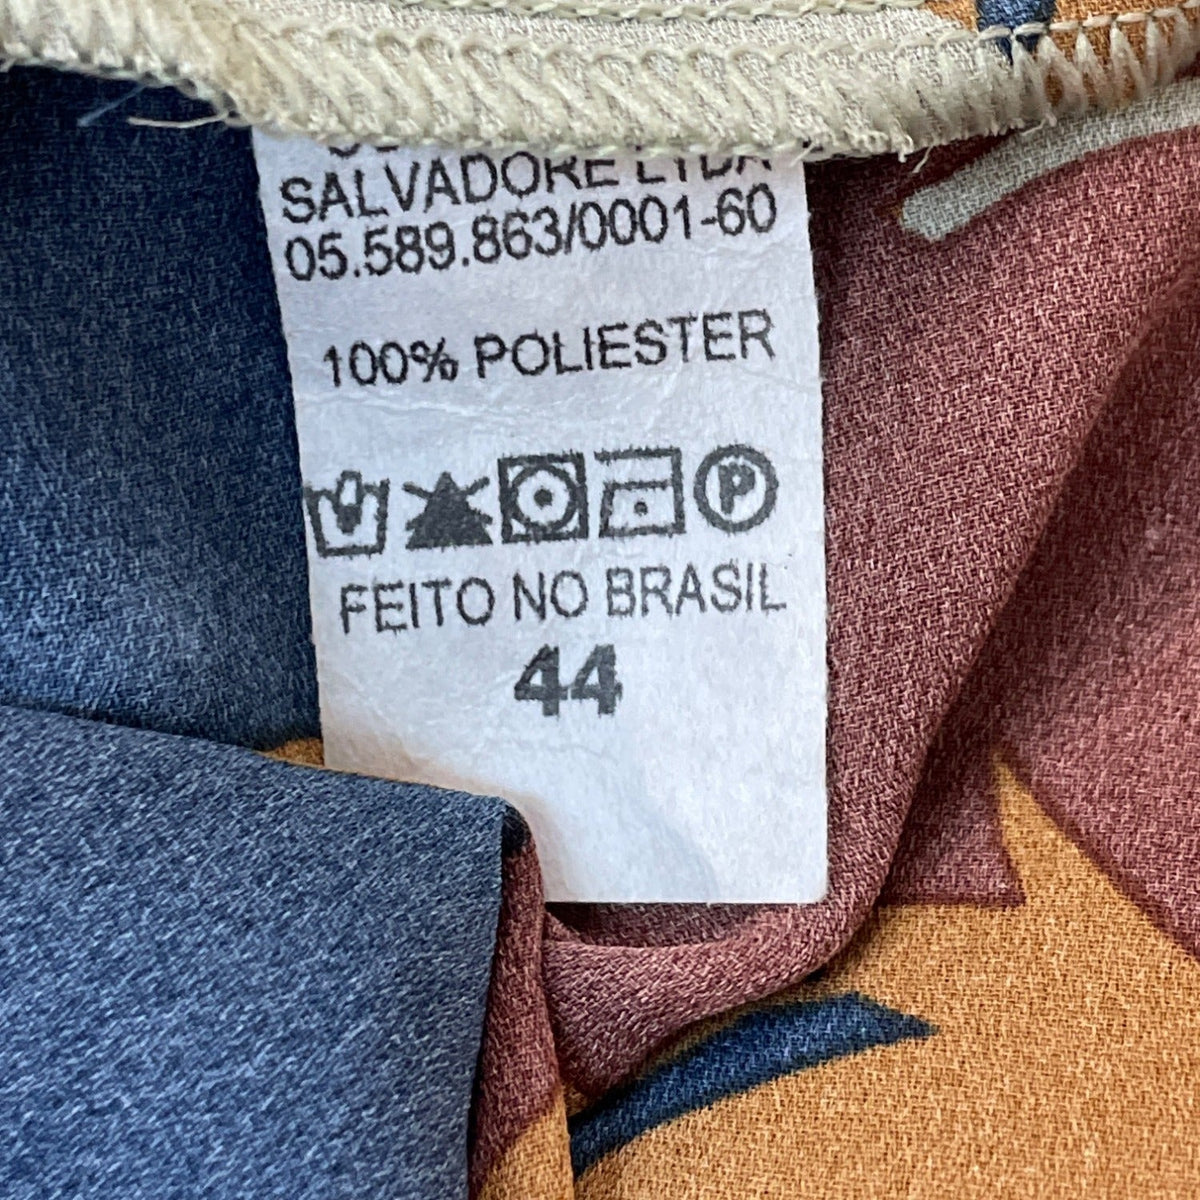 SALVADORE LTDA
05.589.863/0001-60
100% POLIESTER
P
FEITO NO BRASIL
44